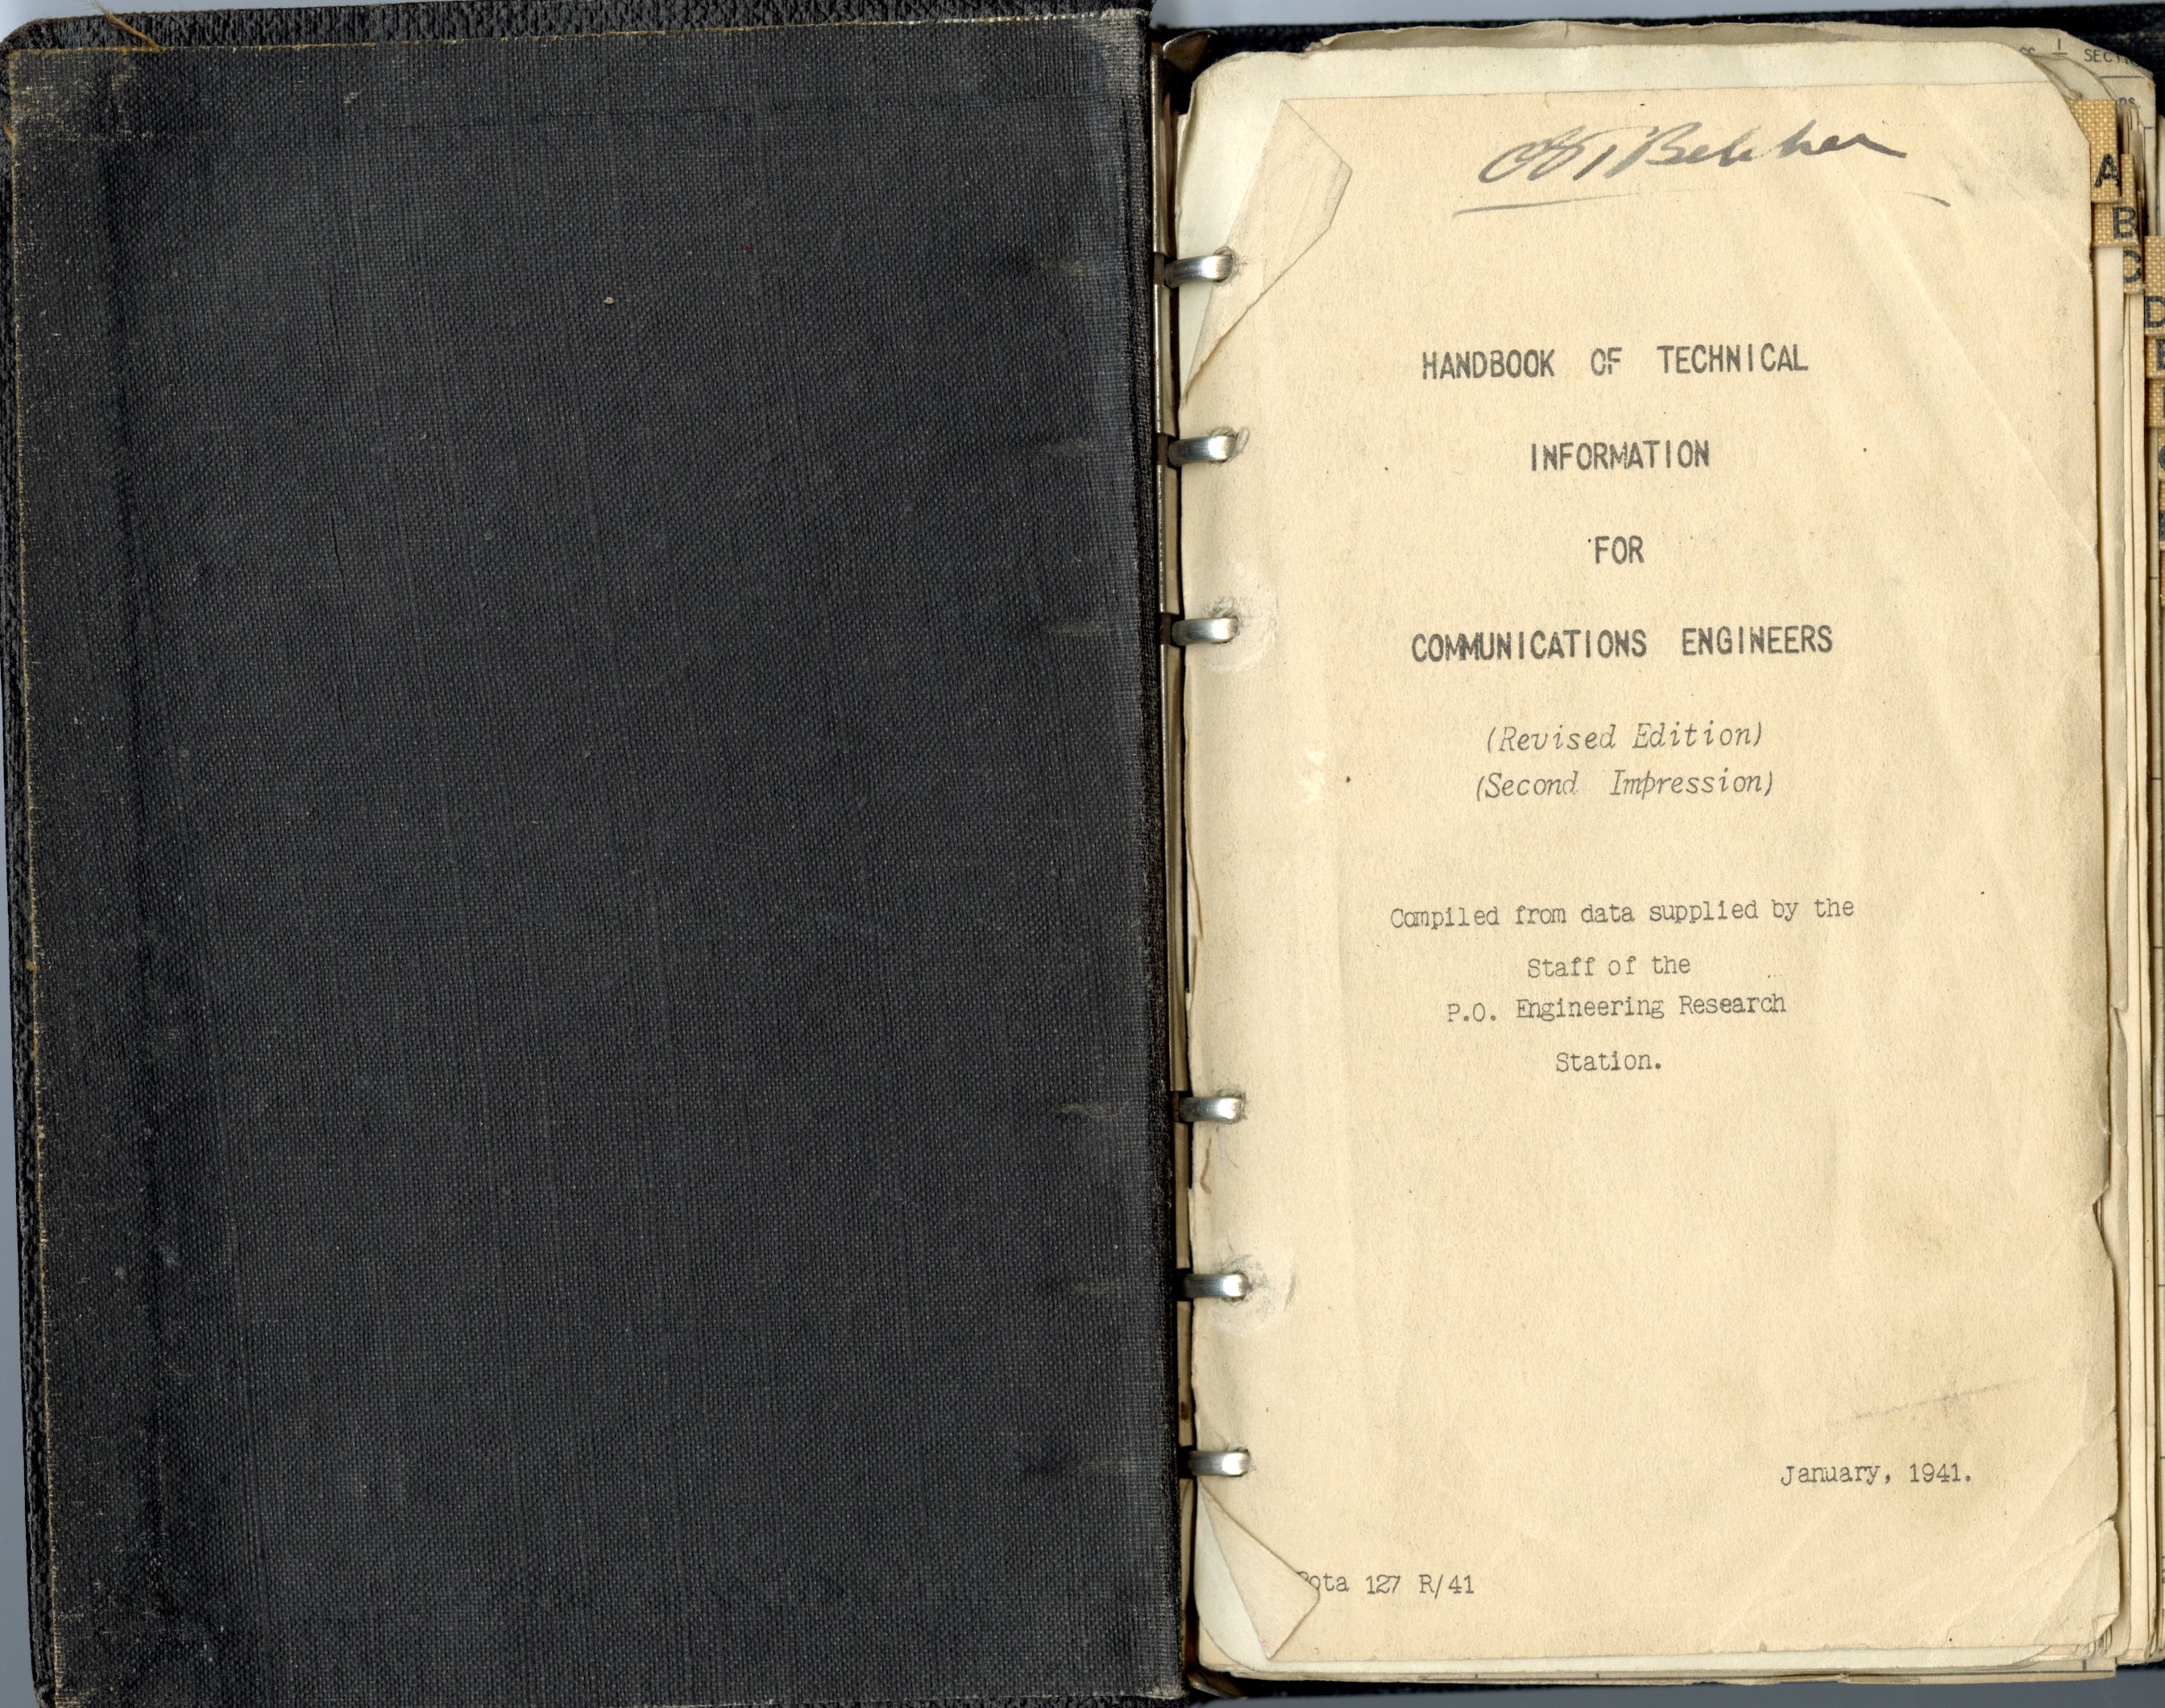 Belcher
HANDBOOK OF TECHNICAL
INFORMATION
FOR
COMMUNICATIONS ENGINEERS
(Revised Edition)
(Second Impression)
Compiled from data supplied by the
Staff of the
P.O. Engineering Research
Station.
January, 1941.
127 R/41
A
B
C
D